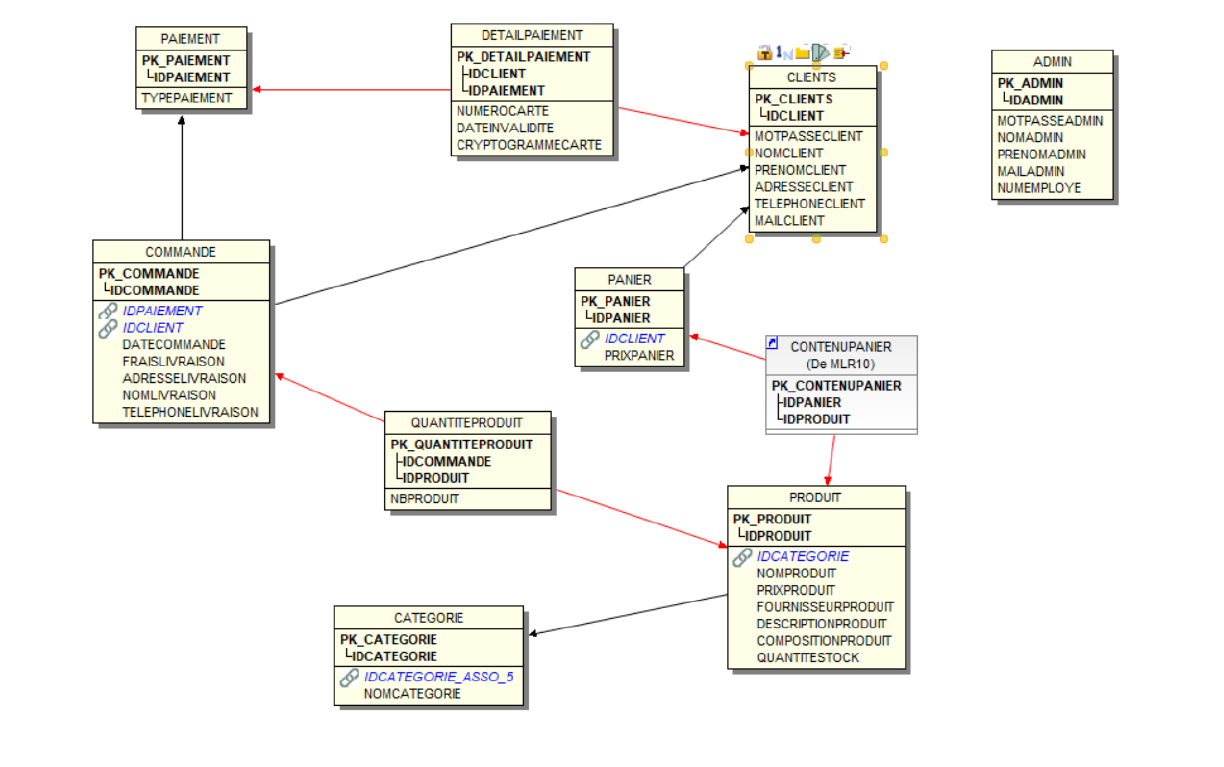 PAIEMENT
PK_PAIEMENT
IDPAIEMENT
TYPEPAIEMENT
DETAILPAIEMENT
PK_DETAILPAIEMENT
IDCLIENT
IDPAIEMENT
NUMEROCARTE
DATEINVALIDITE
CRYPTOGRAMMECARTE
CLIENTS
PK_CLIENTS
IDCLIENT
MOTPASSECLIENT
NOMCLIENT
PRENOMCLIENT
ADRESSECLIENT
TELEPHONECLIENT
MAILCLIENT
ADMIN
PK_ADMIN
IDADMIN
MOTPASSEADMIN
NOMADMIN
PRENOMADMIN
MAILADMIN
NUMEMPLOYE
COMMANDE
PK_COMMANDE
IDCOMMANDE
IDPAIEMENT
IDCLIENT
DATECOMMANDE
FRAISLIVRAISON
ADRESSELIVRAISON
NOMLIVRAISON
TELEPHONELIVRAISON
PANIER
PK_PANIER
IDPANIER
IDCLIENT
PRIXPANIER
CONTENUPANIER
(De MLR10)
PK_CONTENUPANIER
IDPANIER
IDPRODUIT
QUANTITEPRODUIT
PK_QUANTITEPRODUIT
IDCOMMANDE
IDPRODUIT
NBPRODUIT
PRODUIT
PK_PRODUIT
IDPRODUIT
IDCATEGORIE
NOMPRODUIT
PRIXPRODUIT
FOURNISSEURPRODUIT
DESCRIPTIONPRODUIT
COMPOSITIONPRODUIT
QUANTITESTOCK
CATEGORIE
PK_CATEGORIE
IDCATEGORIE
IDCATEGORIE_ASSO_5
NOMCATEGORIE